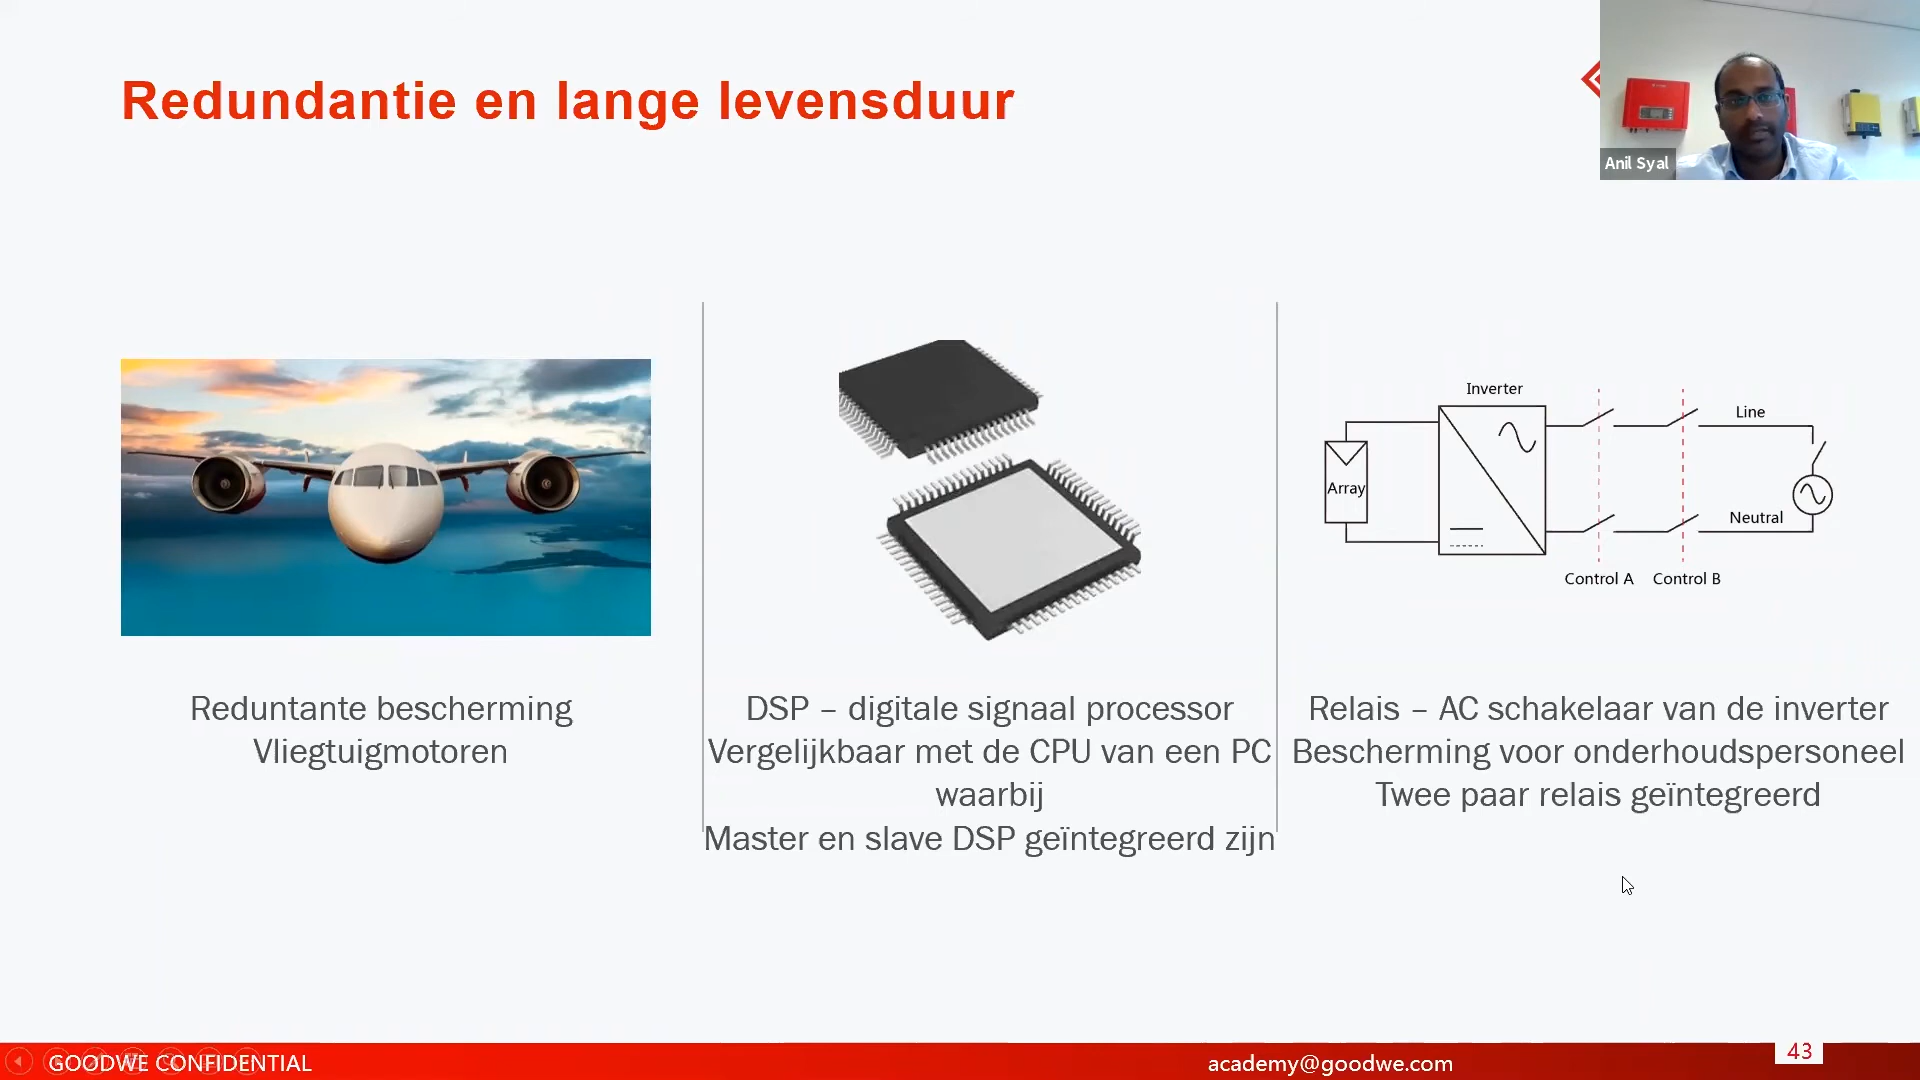 Redundantie en lange levensduur
Anil Syal
Reduntante bescherming
Vliegtuigmotoren
DSP – digitale signaal processor
Vergelijkbaar met de CPU van een PC
waarbij
Master en slave DSP geïntegreerd zijn
Inverter
Line
Array
Neutral
Control A
Control B
Relais – AC schakelaar van de inverter
Bescherming voor onderhoudspersoneel
Twee paar relais geïntegreerd
GOODWE CONFIDENTIAL
academy@goodwe.com
43